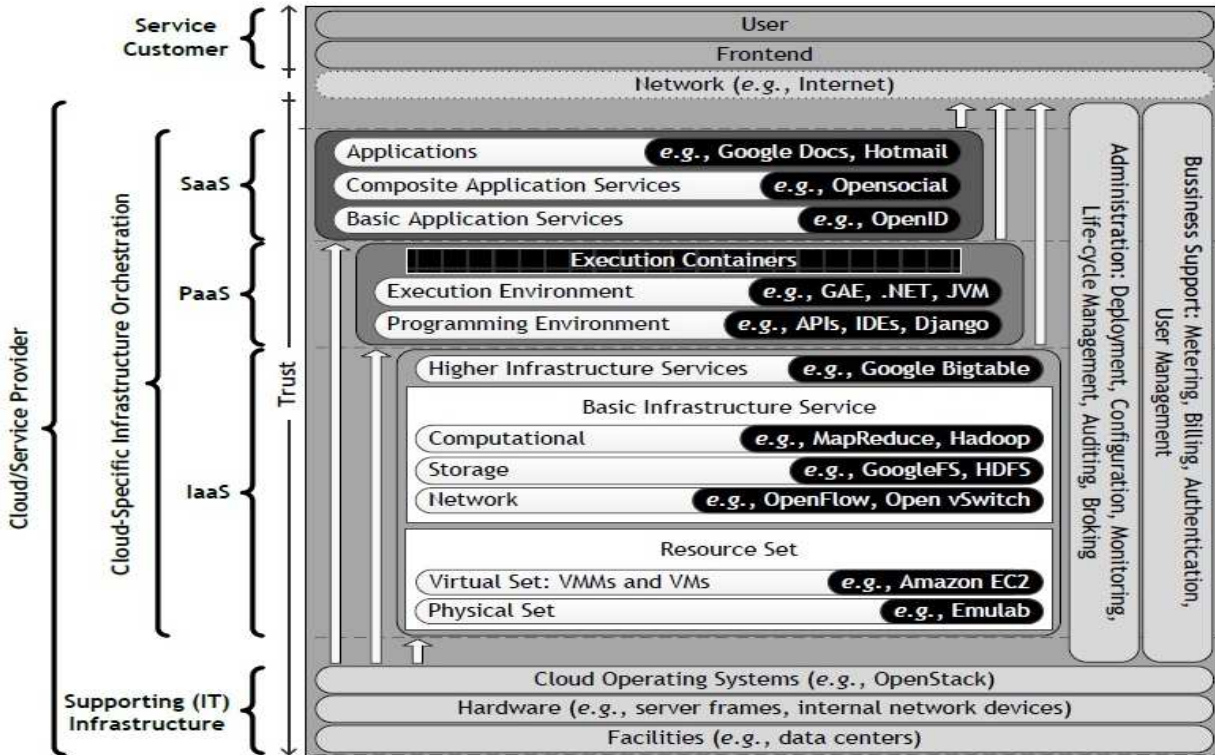 Service
Customer
User
Frontend
Network (e.g., Internet)
Cloud/Service Provider
Cloud-Specific Infrastructure Orchestration
Trust
SaaS
Applications e.g., Google Docs, Hotmail
Composite Application Services e.g., Opensocial
Basic Application Services e.g., OpenID
PaaS
Execution Containers
Execution Environment e.g., GAE, .NET, JVM
Programming Environment e.g., APIs, IDEs, Django
IaaS
Higher Infrastructure Services e.g., Google Bigtable
Basic Infrastructure Service
Computational e.g., MapReduce, Hadoop
Storage e.g., GoogleFS, HDFS
Network e.g., OpenFlow, Open vSwitch
Resource Set
Virtual Set: VMMs and VMs e.g., Amazon EC2
Physical Set e.g., Emulab
Administration: Deployment, Configuration, Monitoring,
Life-cycle Management, Auditing, Broking
Bussiness Support: Metering, Billing, Authentication,
User Management
Supporting (IT)
Infrastructure
Cloud Operating Systems (e.g., OpenStack)
Hardware (e.g., server frames, internal network devices)
Facilities (e.g., data centers)